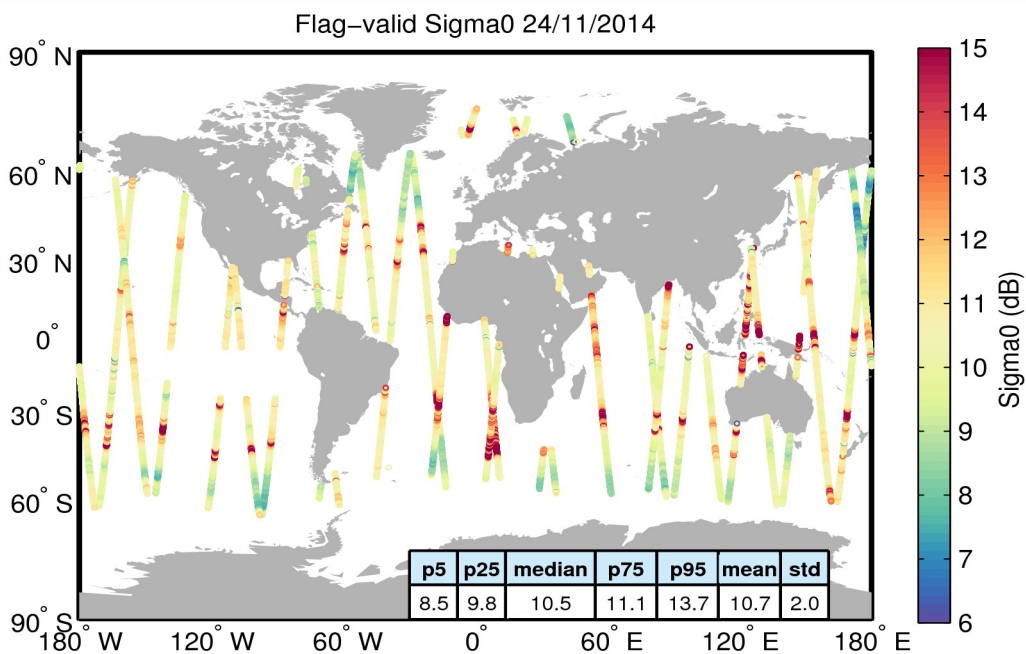 Flag−valid Sigma0 24/11/2014
90° N
60° N
30° N
0°
30° S
60° S
90° S
180° W
120° W
60° W
0°
60° E
120° E
180° E
15
14
13
12
11
10
9
8
7
6
Sigma0 (dB)
p5 p25 median p75 p95 mean std
8.5 9.8 10.5 11.1 13.7 10.7 2.0